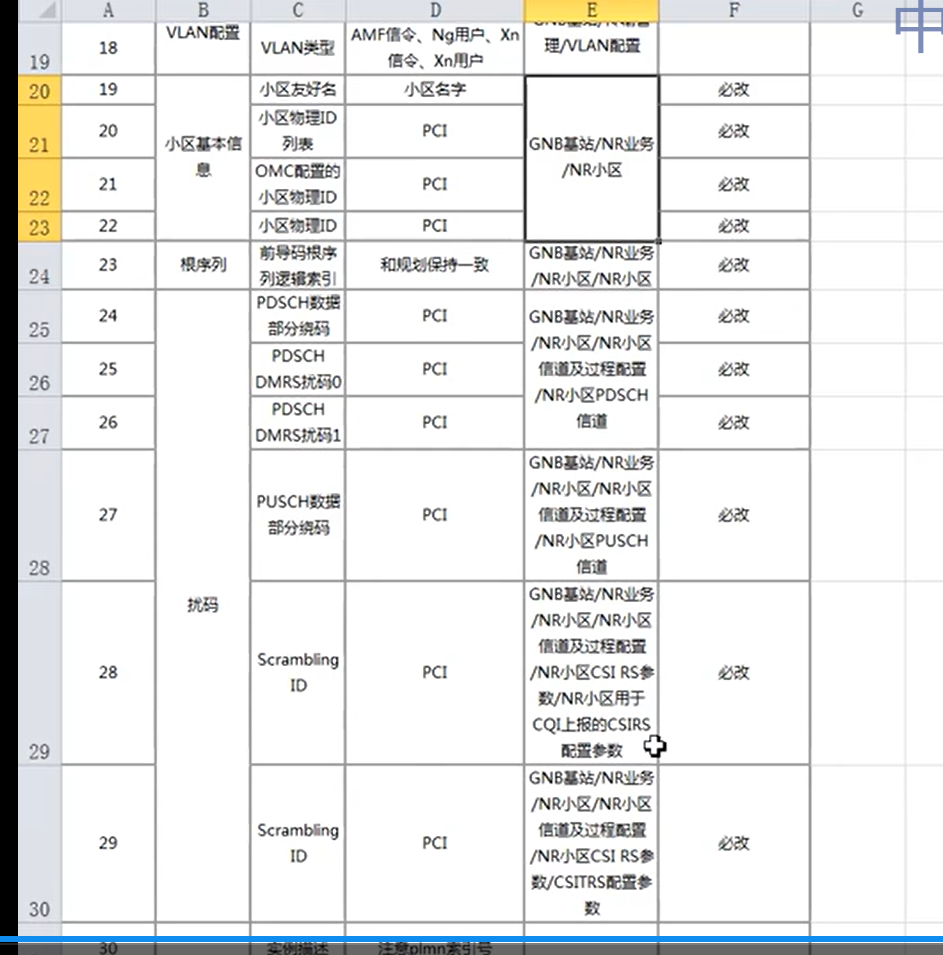 A B C D E F G
中
19 18 VLAN配置 VLAN类型 AMF信令、Ng用户、Xn
信令、Xn用户
理/VLAN配置
20 19 小区友好名 小区名字 必改
21 20 小区物理ID
列表
PCI 必改
小区基本信
息
GNB基站/NR业务
/NR小区
22 21 OMC配置的
小区物理ID
PCI 必改
23 22 小区物理ID PCI 必改
24 23 根序列 前导码根序
列逻辑索引
和规划保持一致 GNB基站/NR业务
/NR小区/NR小区
必改
25 24 PDSCH数据
部分绕码
PCI 必改
GNB基站/NR业务
/NR小区/NR小区
信道及过程配置
/NR小区PDSCH
信道
26 25 PDSCH
DMRS扰码0
PCI 必改
27 26 PDSCH
DMRS扰码1
PCI 必改
28 27 PUSCH数据
部分绕码
PCI GNB基站/NR业务
/NR小区/NR小区
信道及过程配置
/NR小区PUSCH
信道
必改
扰码
29 28 Scrambling
ID
PCI GNB基站/NR业务
/NR小区/NR小区
信道及过程配置
/NR小区CSI RS参
数/NR小区用于
CQI上报的CSIRS
配置参数
必改
30 29 Scrambling
ID
PCI GNB基站/NR业务
/NR小区/NR小区
信道及过程配置
/NR小区CSI RS参
数/CSITRS配置参
数
必改
30 实例描述 注意plmn索引号